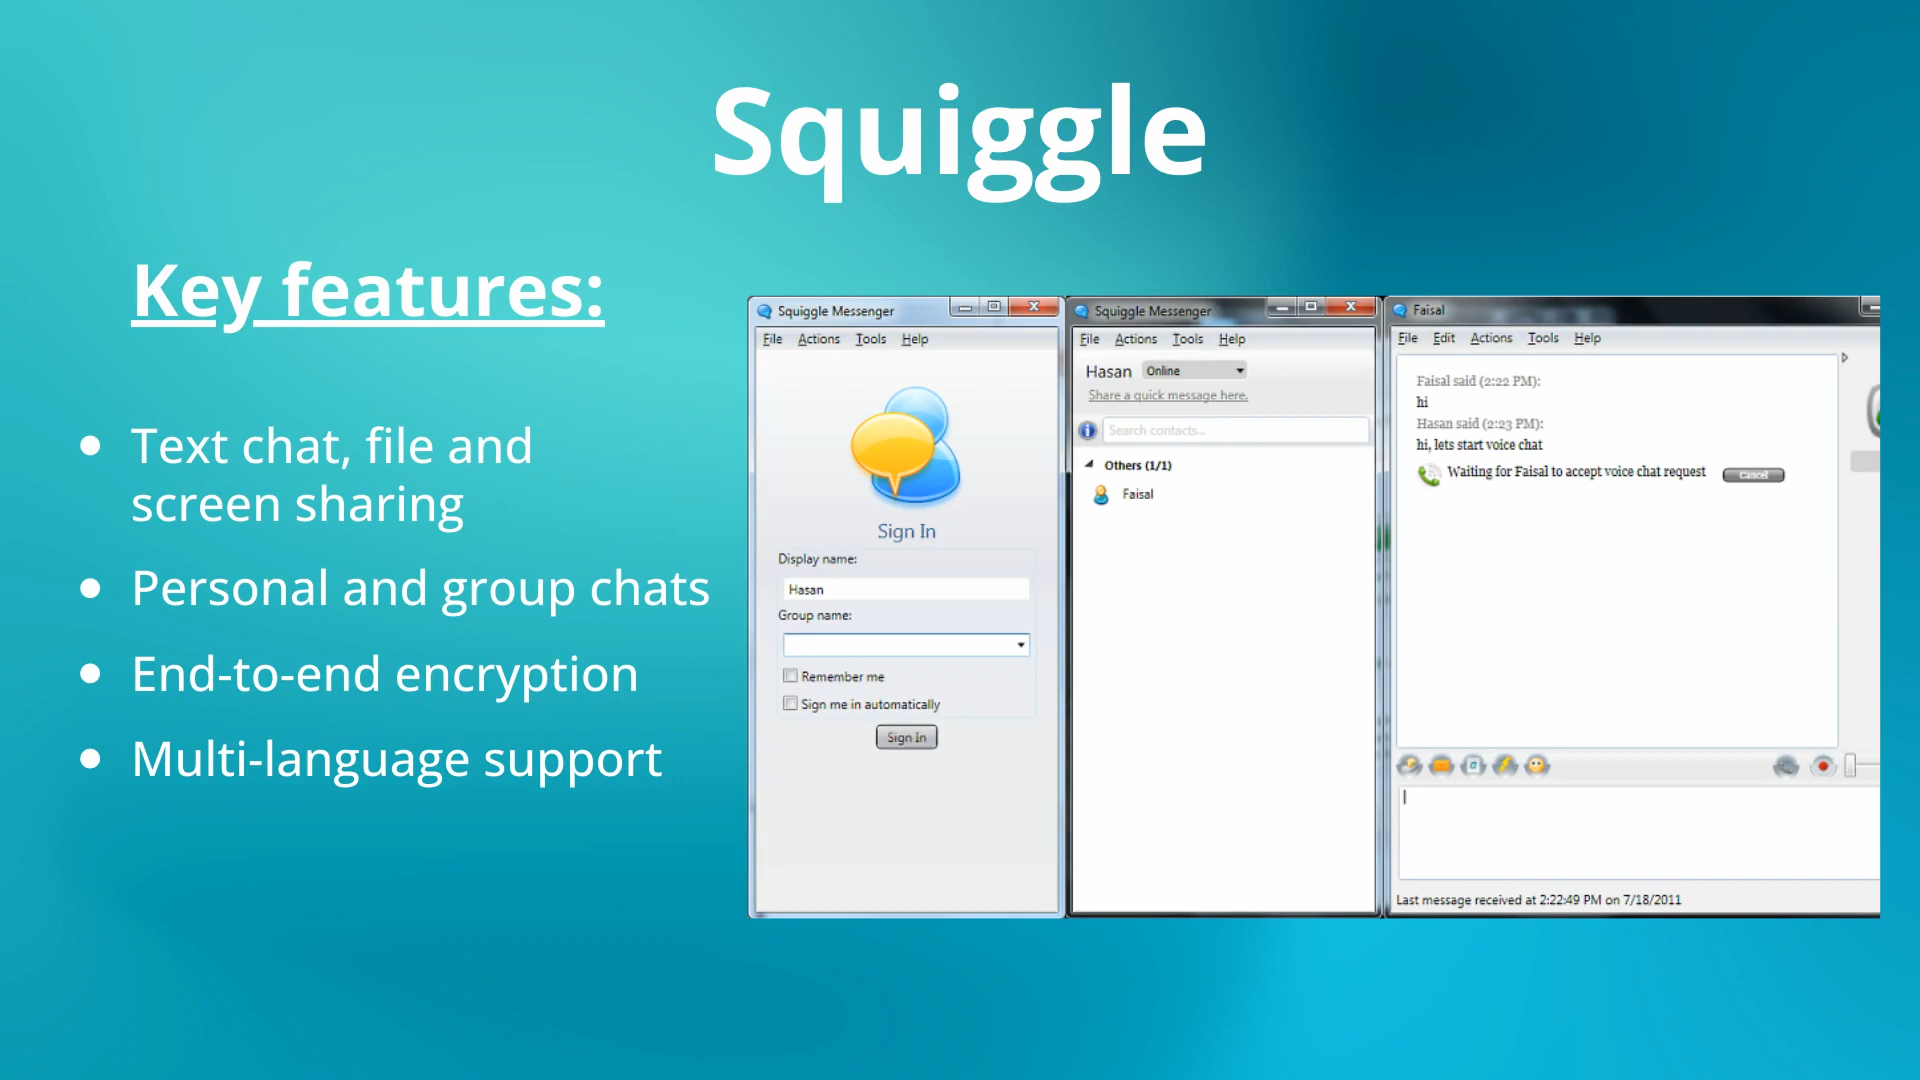 Squiggle
Key features:
• Text chat, file and
screen sharing
• Personal and group chats
• End-to-end encryption
• Multi-language support
Squiggle Messenger
File Actions Tools Help
Sign In
Display name:
Hasan
Group name:
Remember me
Sign me in automatically
Sign In
Squiggle Messenger
File Actions Tools Help
Hasan Online
Share a quick message here.
Search contacts...
Others (1/1)
Faisal
Faisal
File Edit Actions Tools Help
Faisal said (2:22 PM):
hi
Hasan said (2:23 PM):
hi, lets start voice chat
Waiting for Faisal to accept voice chat request Cancel
Last message received at 2:22:49 PM on 7/18/2011